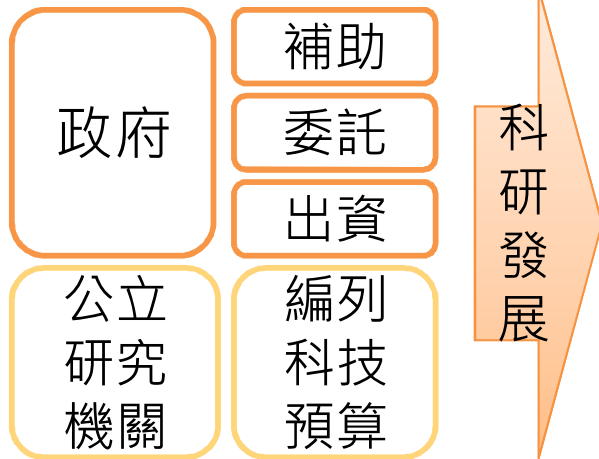 政府
補助
委託
出資
公立
研究
機關
編列
科技
預算
科
研
發
展